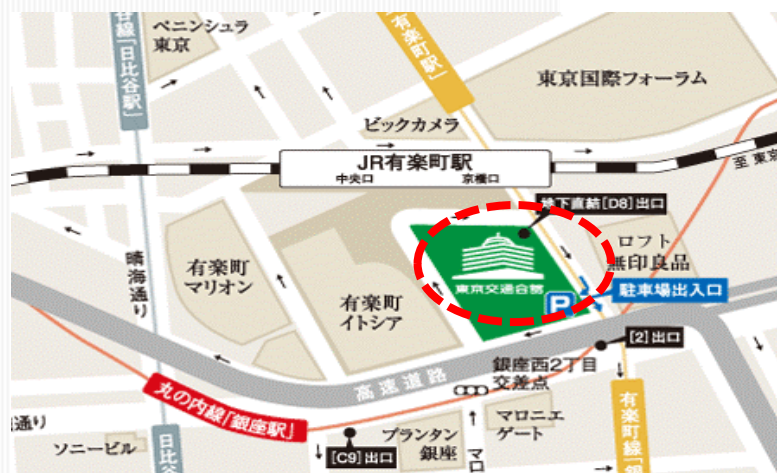 ペニンシュラ
東京
谷線「日比谷駅」
有楽町駅」
東京国際フォーラム
ビックカメラ
JR有楽町駅
中央口
京橋口
至東京
地下直結[D8]出口
ロフト
無印良品
東京交通会館
P
駐車場出入口
晴海通り
有楽町
マリオン
有楽町
イトシア
[2]出口
高速道路
銀座西2丁目
交差点
丸の内線「銀座駅」
有楽町線「銀
通り
ソニービル
日比谷
[C9]出口
プランタン
銀座
マロ
マロニエ
ゲート